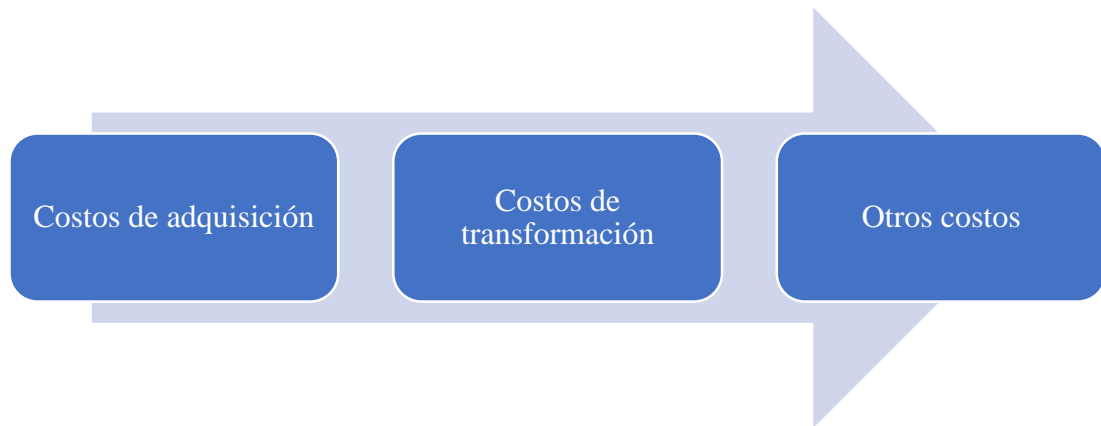 Costos de adquisición
Costos de
transformación
Otros costos